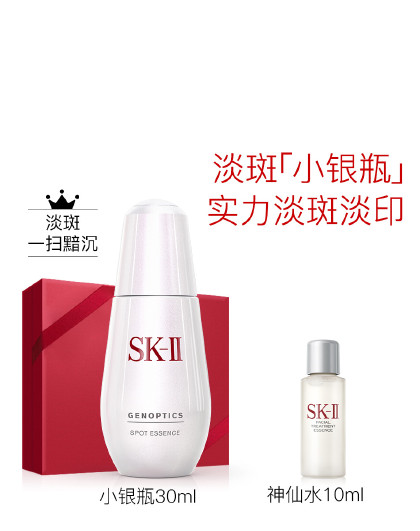 淡斑「小银瓶」
实力淡斑淡印
淡斑
一扫黯沉
SK-II
GENOPTICS
SPOT ESSENCE
SK-II
FACIAL
TREATMENT
ESSENCE
小银瓶30ml
神仙水10ml